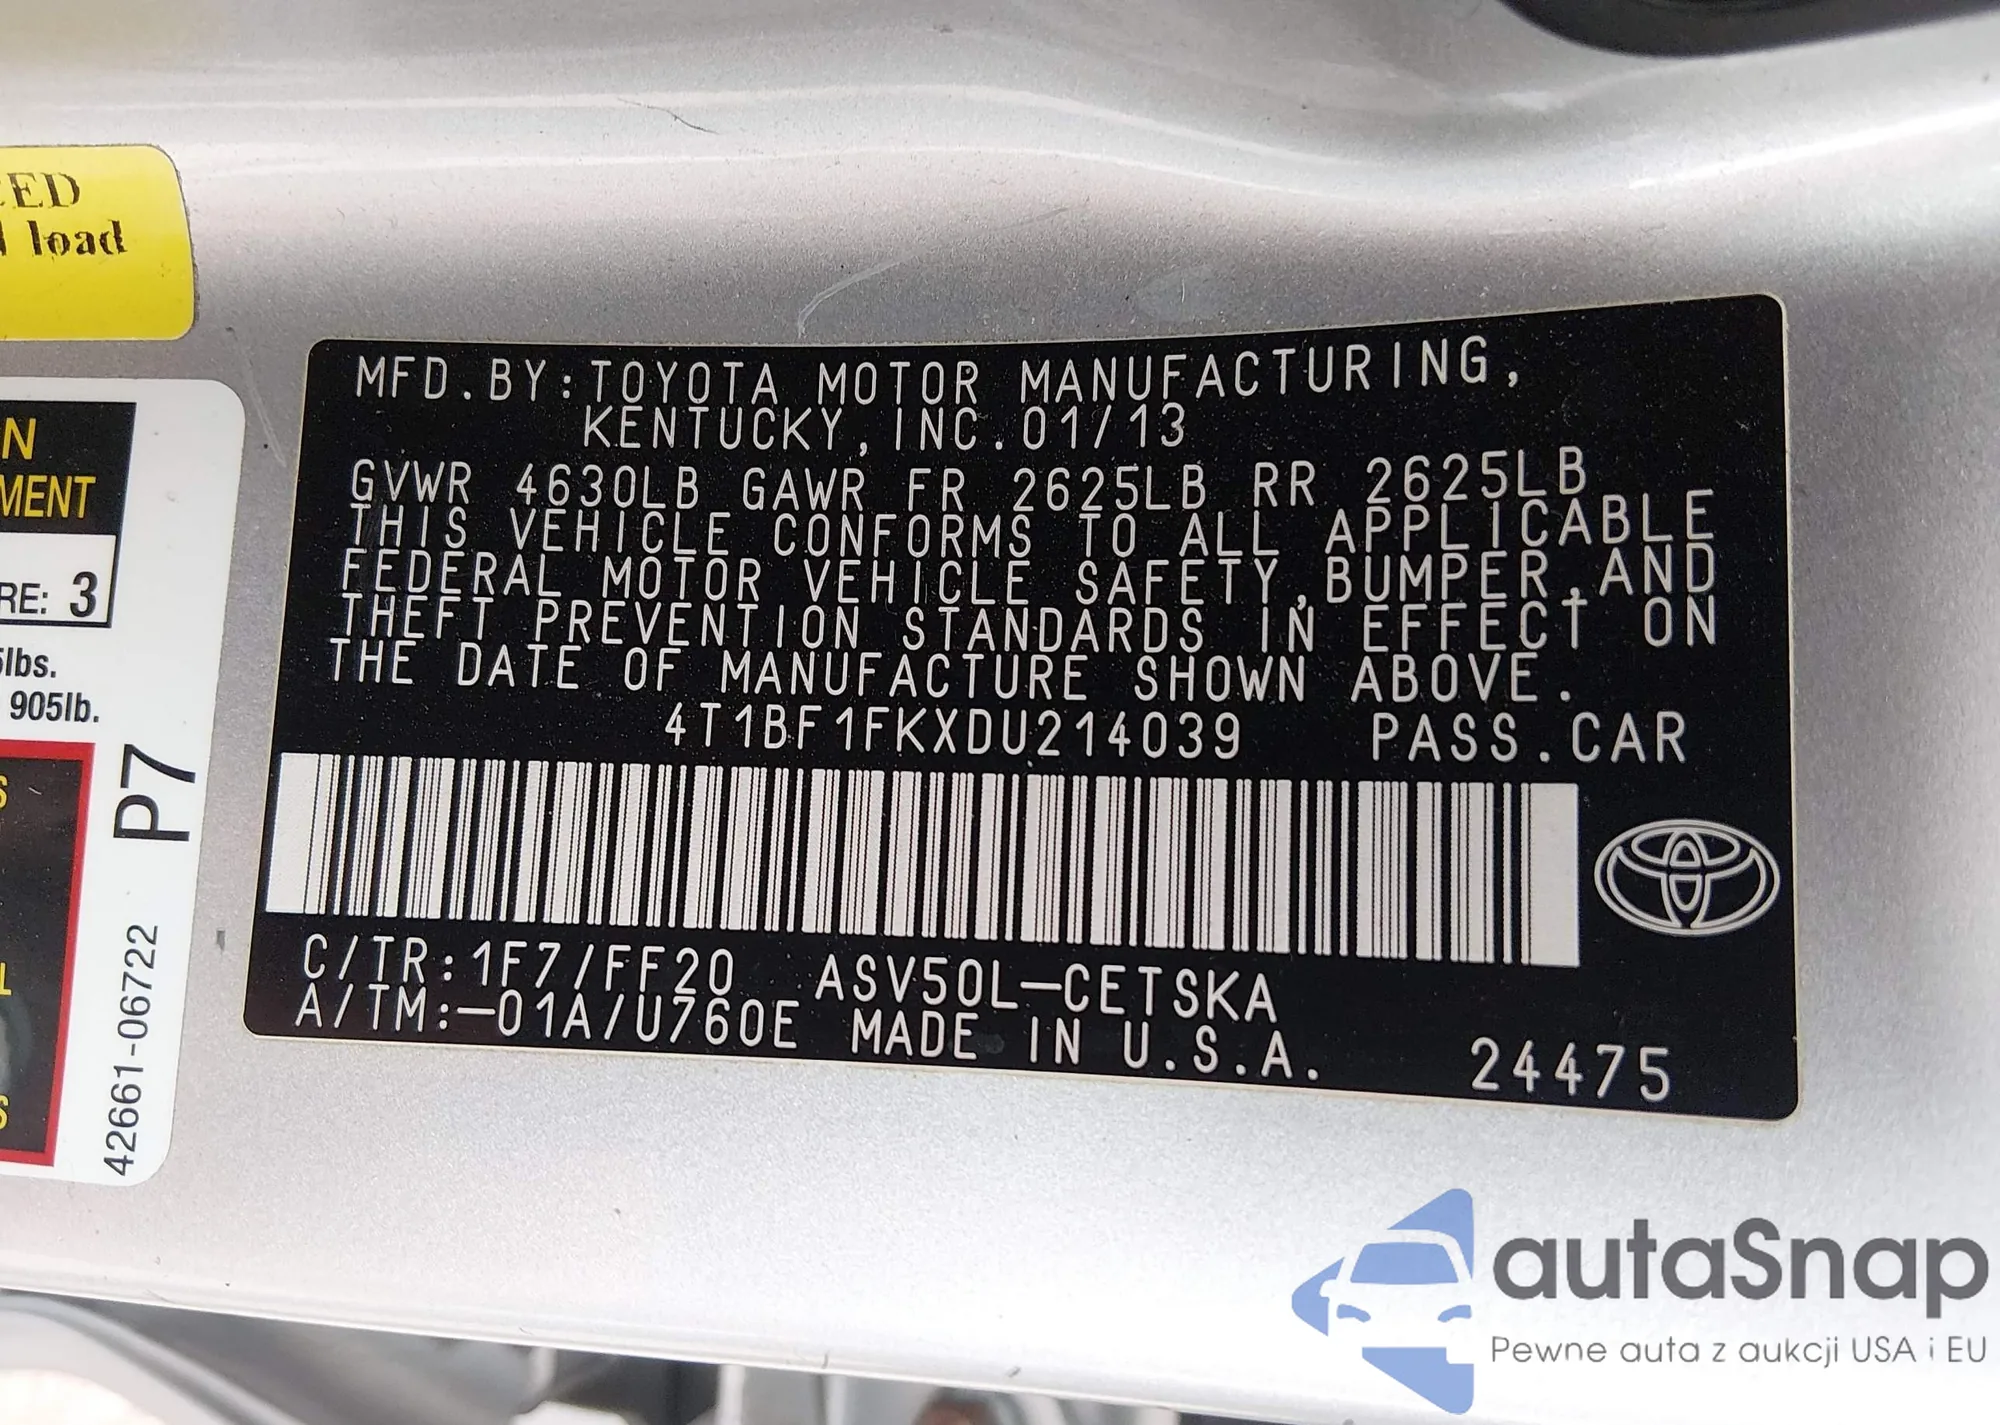 ED
load
N
MENT
RE: 3
lbs.
905lb.
P7
42661-06722
MFD.BY:TOYOTA MOTOR MANUFACTURING,
KENTUCKY,INC.01/13
GVWR 4630LB GAWR FR 2625LB RR 2625LB
THIS VEHICLE CONFORMS TO ALL APPLICABLE
FEDERAL MOTOR VEHICLE SAFETY,BUMPER,AND
THEFT PREVENTION STANDARDS IN EFFECT ON
THE DATE OF MANUFACTURE SHOWN ABOVE.
4T1BF1FKXDU214039 PASS.CAR
C/TR:1F7/FF20 ASV50L-CETSKA
A/TM:-01A/U760E MADE IN U.S.A. 24475
autaSnap
Pewne auta z aukcji USA i EU